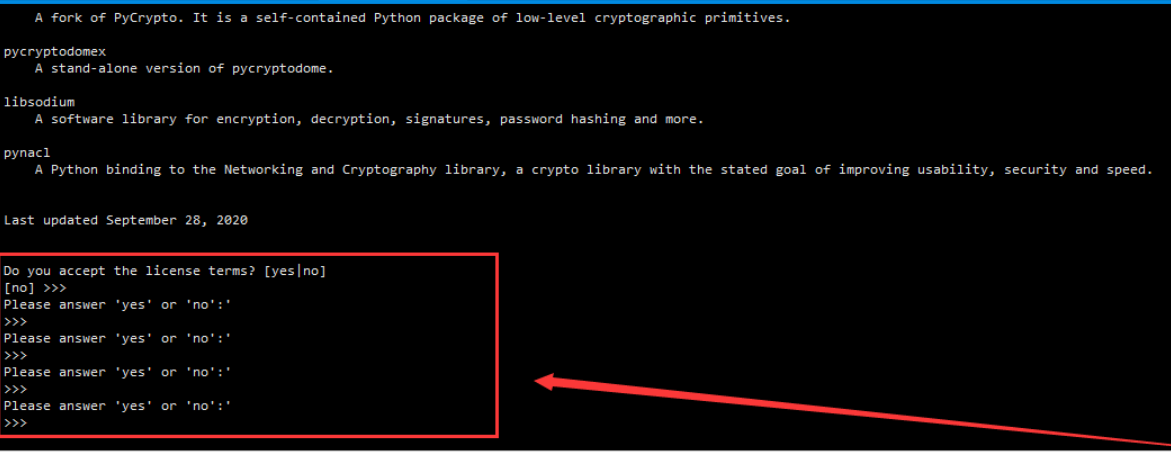 A fork of PyCrypto. It is a self-contained Python package of low-level cryptographic primitives.
pycryptodomex
A stand-alone version of pycryptodome.
libsodium
A software library for encryption, decryption, signatures, password hashing and more.
pynacl
A Python binding to the Networking and Cryptography library, a crypto library with the stated goal of improving usability, security and speed.
Last updated September 28, 2020
Do you accept the license terms? [yes|no]
[no] >>>
Please answer 'yes' or 'no':'
>>>
Please answer 'yes' or 'no':'
>>>
Please answer 'yes' or 'no':'
>>>
Please answer 'yes' or 'no':'
>>>